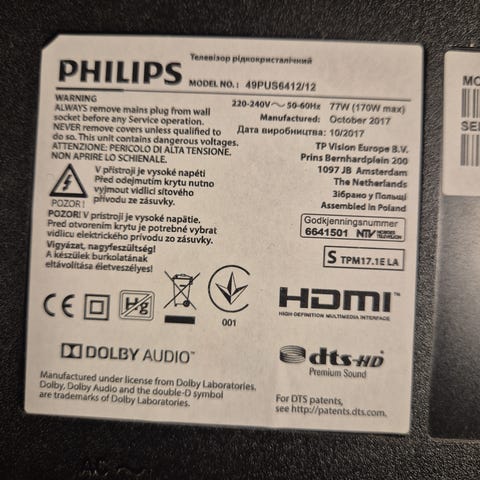 Телевізор рідкокристалічний
PHILIPS
MODEL NO. : 49PUS6412/12
WARNING
ALWAYS remove mains plug from wall
socket before any Service operation.
NEVER remove covers unless qualified to
do so. This unit contains dangerous voltages.
ATTENZIONE: PERICOLO DI ALTA TENSIONE.
NON APRIRE LO SCHIENALE.
220-240V ~ 50-60Hz 77W (170W max)
Manufactured: October 2017
Дата виробництва: 10/2017
TP Vision Europe B.V.
Prins Bernhardplein 200
1097 JB Amsterdam
The Netherlands
Зібрано у Польщі
Assembled in Poland
V přístroji je vysoké napětí
Před odejmutím krytu nutno
vyjmout vidlici síťového
přívodu ze zásuvky.
POZOR !
POZOR! V prístroji je vysoké napätie.
Pred otvorením krytu je potrebné vybrať
vidlicu elektrického prívodu zo zásuvky.
Vigyázat, nagyfeszültség!
A készülek burkolatának
eltávolítása életveszélyes!
Godkjenningsnummer
6641501 NTV NORGES TELEVISION
S TPM17.1E LA
CE
Hg
001
HDMI
HIGH-DEFINITION MULTIMEDIA INTERFACE
DOLBY AUDIO™
Manufactured under license from Dolby Laboratories.
Dolby, Dolby Audio and the double-D symbol
are trademarks of Dolby Laboratories.
dts-HD
Premium Sound
For DTS patents,
see http://patents.dts.com.
MO
SE